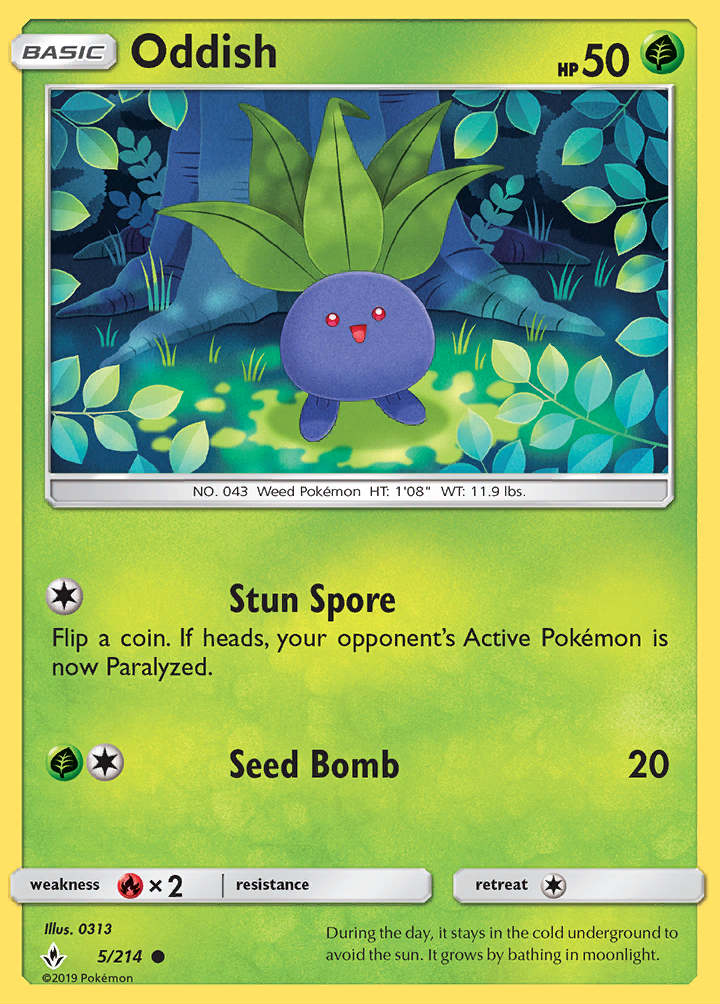 BASIC Oddish HP 50
NO. 043 Weed Pokémon HT: 1'08" WT: 11.9 lbs.
Stun Spore
Flip a coin. If heads, your opponent's Active Pokémon is
now Paralyzed.
Seed Bomb 20
weakness × 2 resistance retreat
Illus. 0313
5/214
©2019 Pokémon
During the day, it stays in the cold underground to
avoid the sun. It grows by bathing in moonlight.